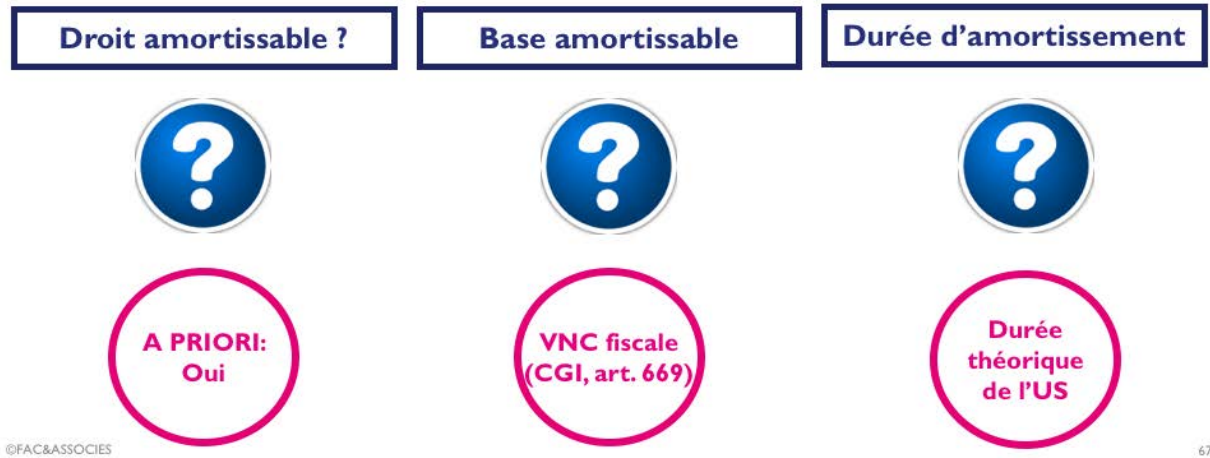 Droit amortissable ?
Base amortissable
Durée d'amortissement
?
?
?
A PRIORI:
Oui
VNC fiscale
(CGI, art. 669)
Durée
théorique
de l'US
©FAC&ASSOCIES
67